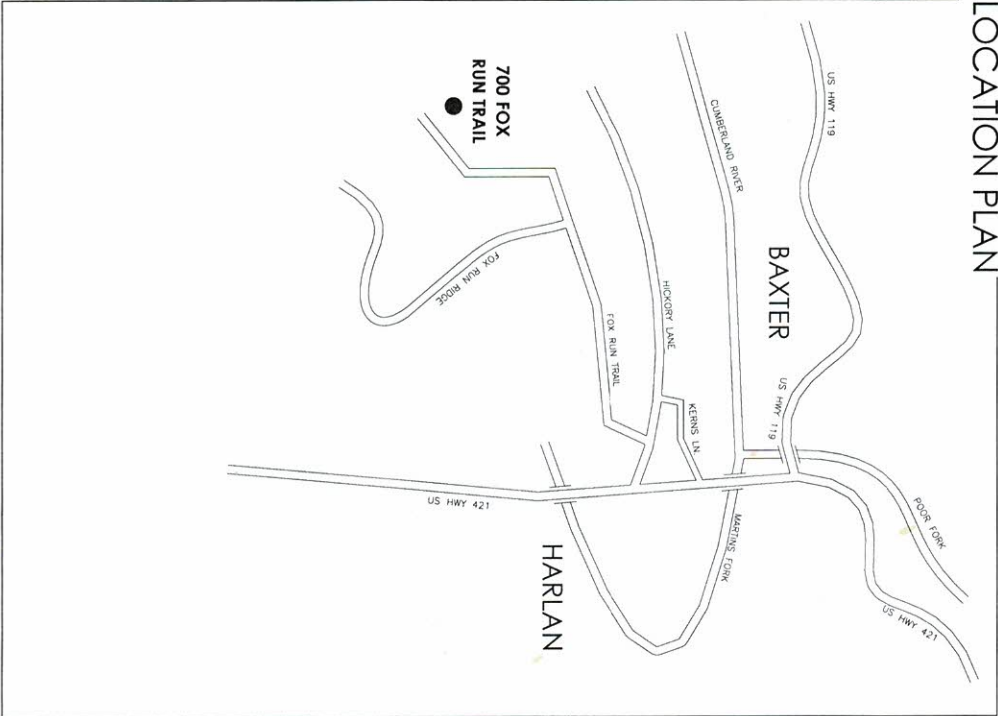 LOCATION PLAN
US HWY 119
CUMBERLAND RIVER
BAXTER
700 FOX
RUN TRAIL
HICKORY LANE
US HWY 119
POOR FORK
KERNS LN.
FOX RUN RIDGE
FOX RUN TRAIL
MARTINS FORK
US HWY 421
US HWY 421
HARLAN